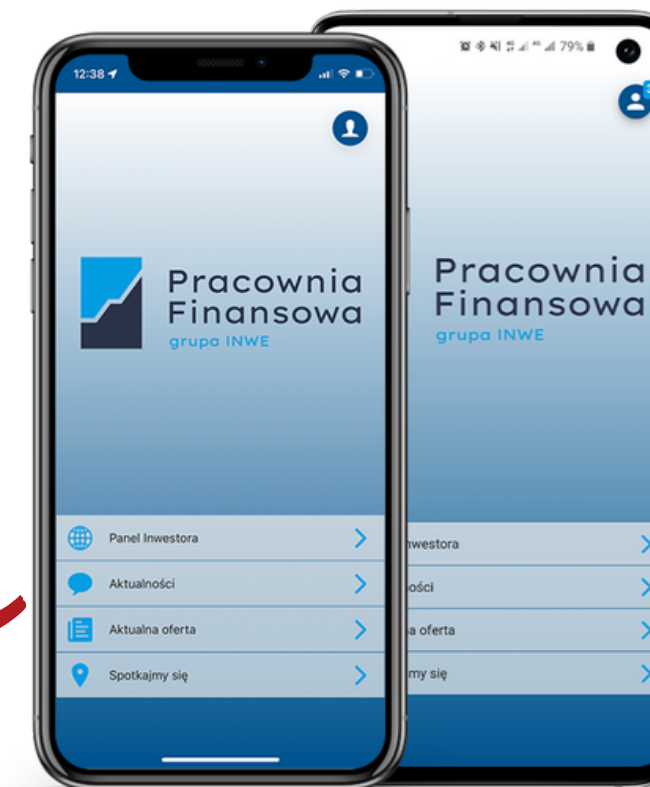 12:38
Pracownia
Finansowa
grupa INWE
Panel Inwestora
Aktualności
Aktualna oferta
Spotkajmy się
79%
Pracownia
Finansowa
grupa INWE
nwestora
ości
a oferta
my się